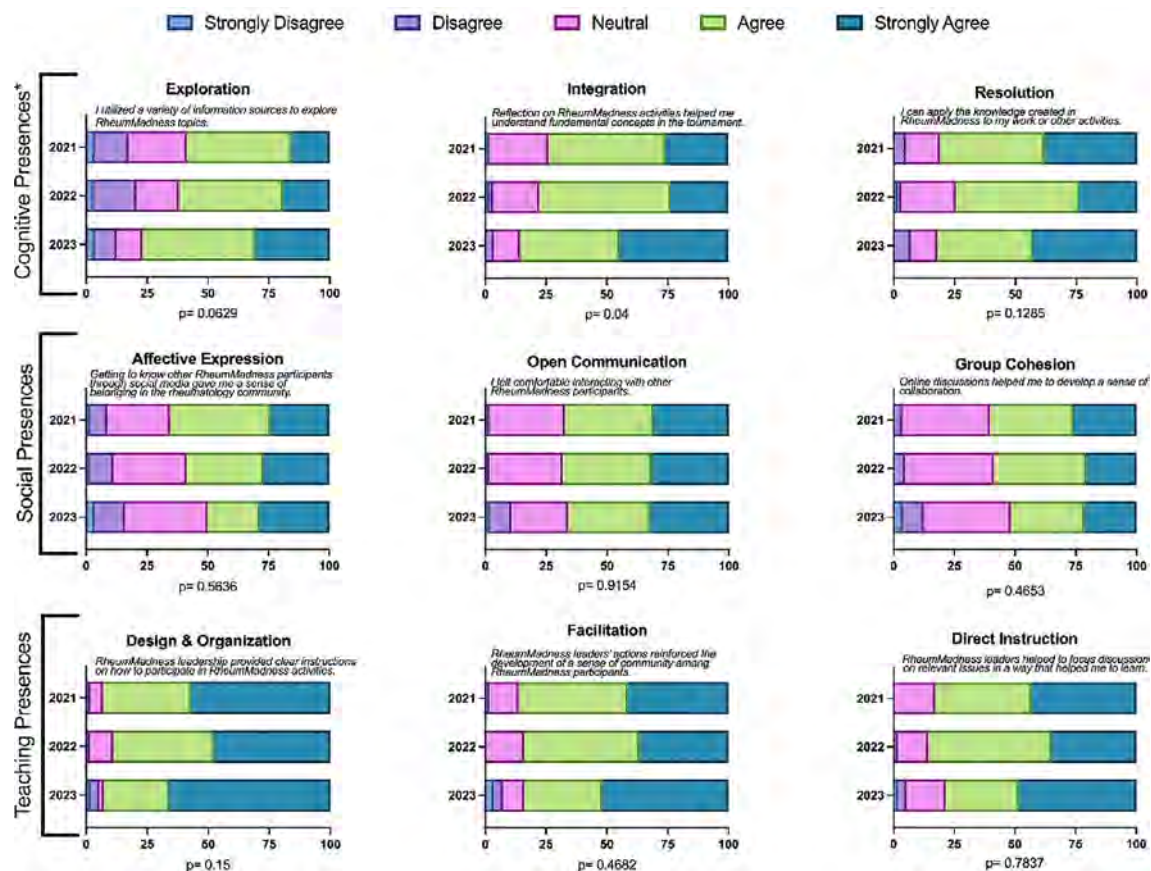 Strongly Disagree Disagree Neutral Agree Strongly Agree
Cognitive Presences*
Exploration
I utilized a variety of information sources to explore
RheumMadness topics.
2021
2022
2023
0 25 50 75 100
p= 0.0629
Integration
Reflection on RheumMadness activities helped me
understand fundamental concepts in the tournament.
2021
2022
2023
0 25 50 75 100
p= 0.04
Resolution
I can apply the knowledge created in
RheumMadness to my work or other activities.
2021
2022
2023
0 25 50 75 100
p= 0.1285
Social Presences
Affective Expression
Getting to know other RheumMadness participants
through social media gave me a sense of
belonging in the rheumatology community.
2021
2022
2023
0 25 50 75 100
p= 0.5636
Open Communication
I felt comfortable interacting with other
RheumMadness participants.
2021
2022
2023
0 25 50 75 100
p= 0.9154
Group Cohesion
Online discussions helped me to develop a sense of
collaboration.
2021
2022
2023
0 25 50 75 100
p= 0.4653
Teaching Presences
Design & Organization
RheumMadness leadership provided clear instructions
on how to participate in RheumMadness activities.
2021
2022
2023
0 25 50 75 100
p= 0.15
Facilitation
RheumMadness leaders' actions reinforced the
development of a sense of community among
RheumMadness participants.
2021
2022
2023
0 25 50 75 100
p= 0.4682
Direct Instruction
RheumMadness leaders helped to focus discussion
on relevant issues in a way that helped me to learn.
2021
2022
2023
0 25 50 75 100
p= 0.7837